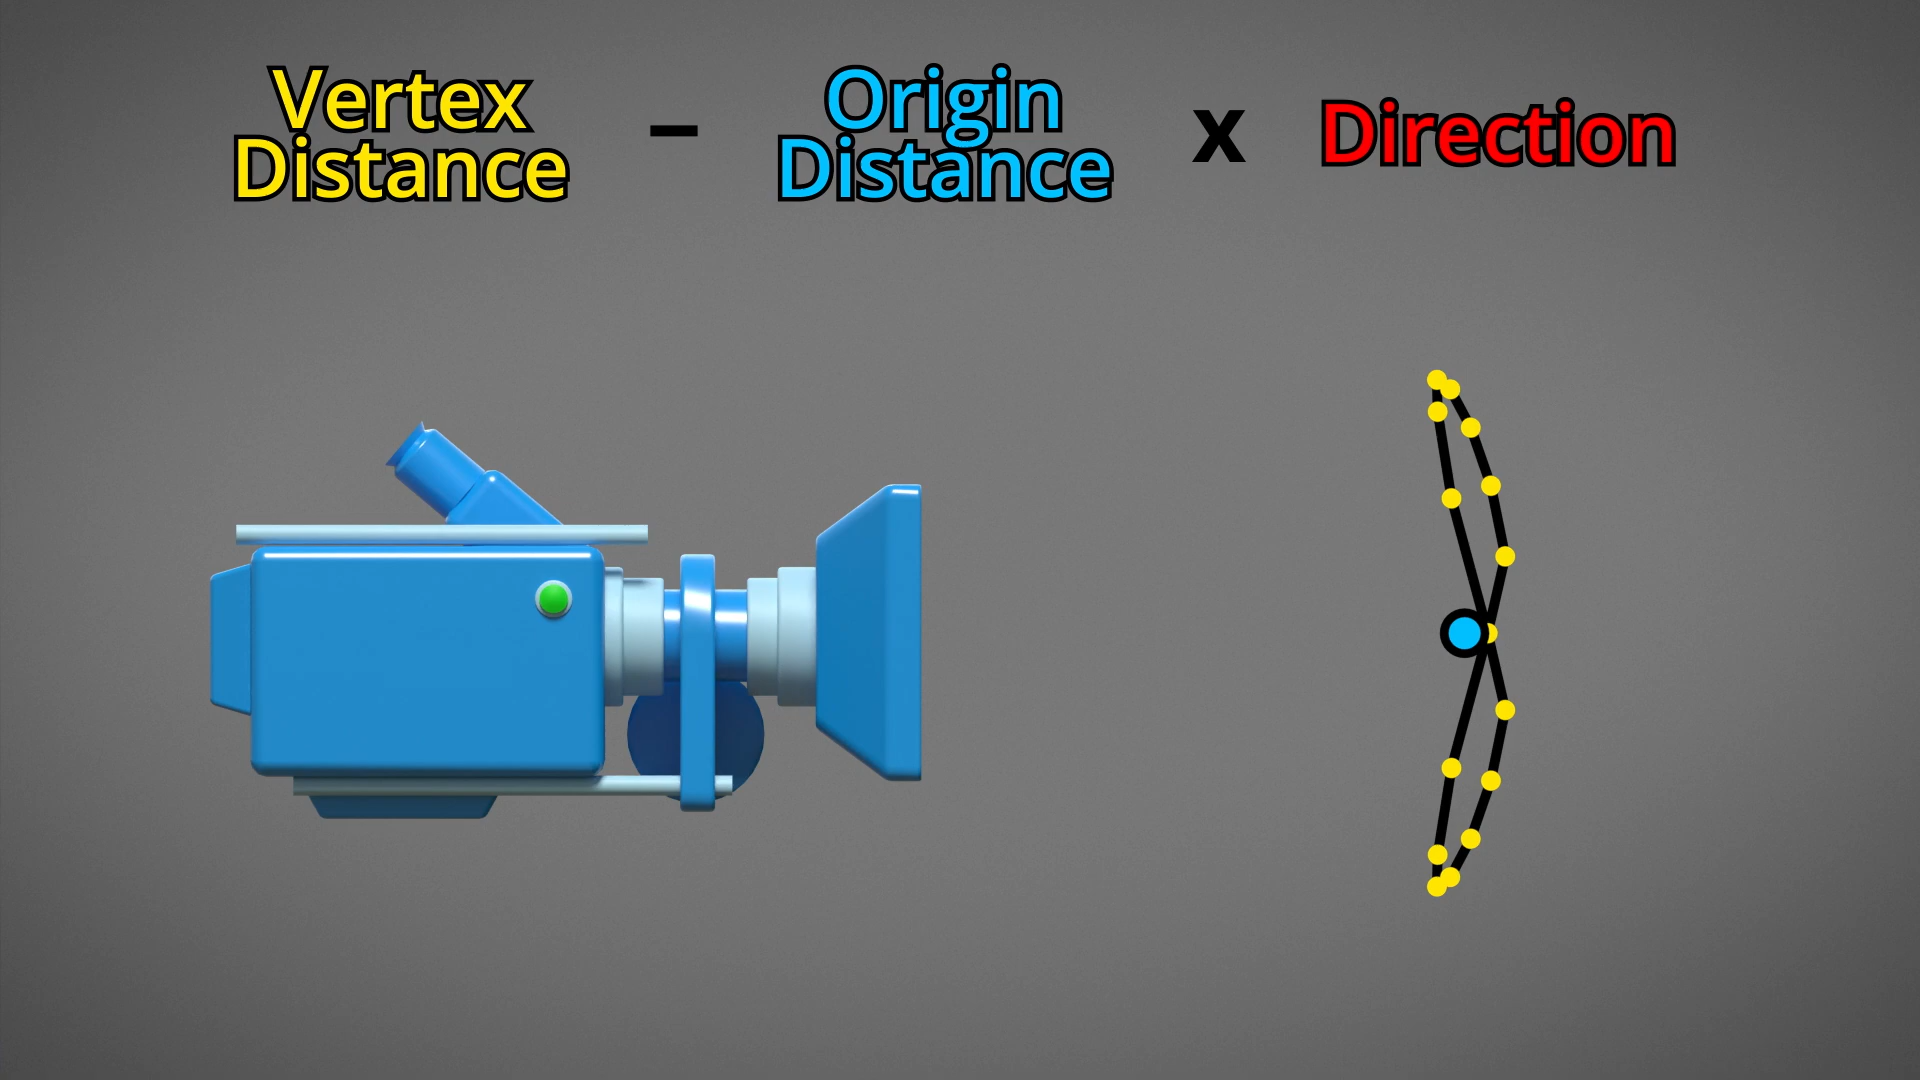 Vertex
Distance
–
Origin
Distance
x
Direction